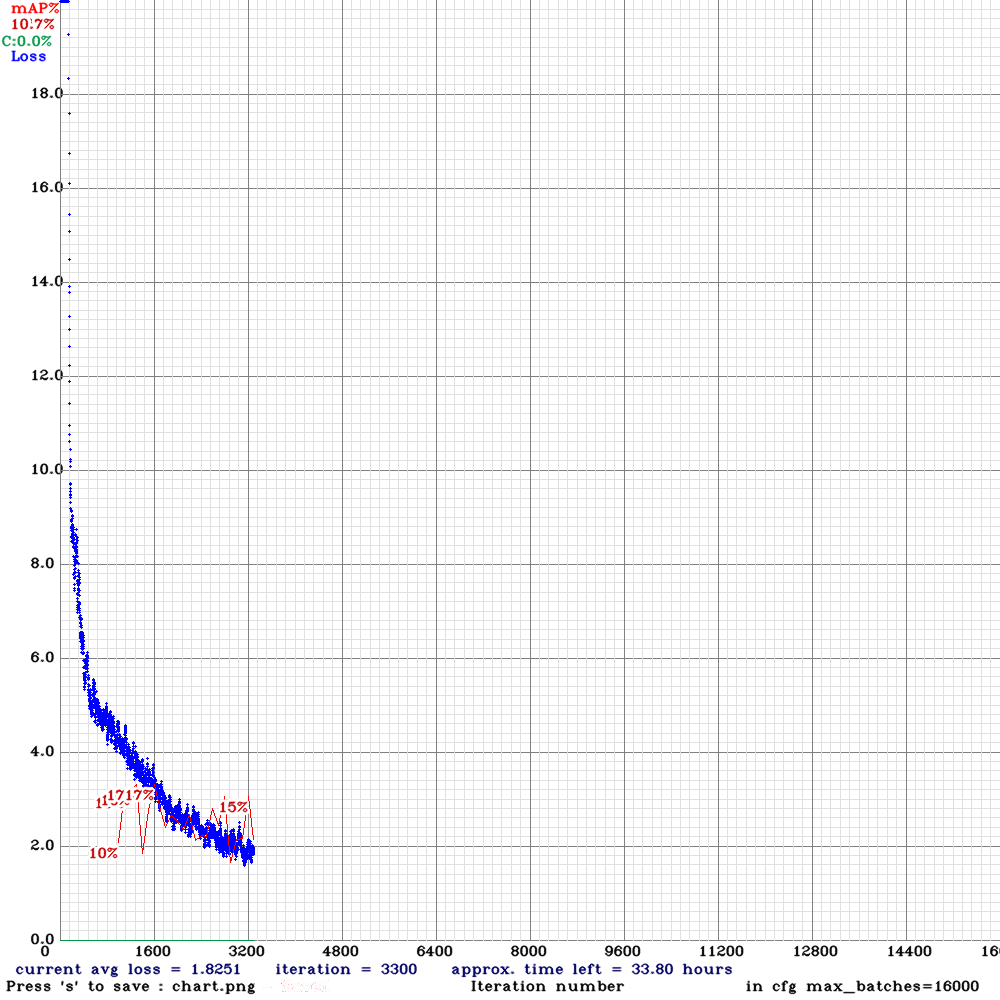 mAP%
10.7%
C:0.0%
Loss
18.0
16.0
14.0
12.0
10.0
8.0
6.0
4.0
17% 17%
15%
10%
2.0
0.0
0 1600 3200 4800 6400 8000 9600 11200 12800 14400
current avg loss = 1.8251 iteration = 3300 approx. time left = 33.80 hours
Press 's' to save : chart.png Iteration number in cfg max_batches=16000